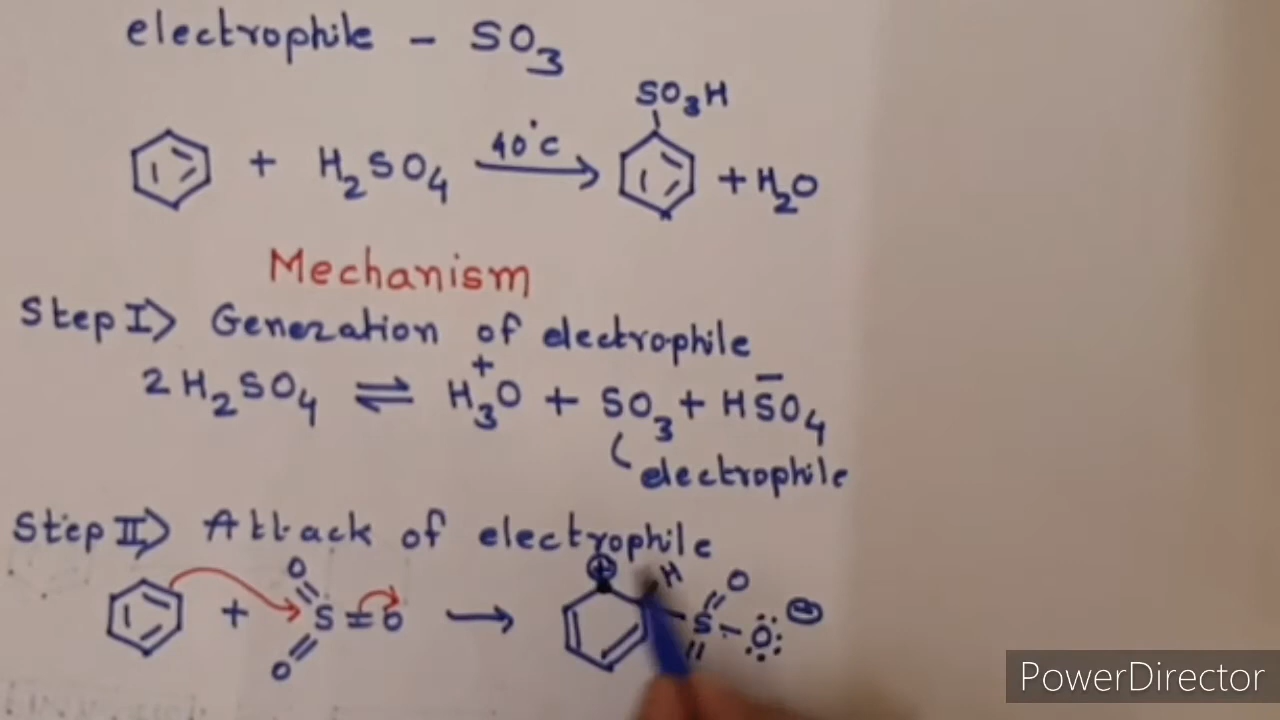 electrophile - SO3
SO3H
+ H2SO4 40°C + H2O
Mechanism
Step I> Generation of electrophile
2H2SO4 ⇌ H3O+ + SO3 + HSO4-
electrophile
Step II> Attack of electrophile
O ⊕ H O
+ S = O → S - O ⊖
O
PowerDirector